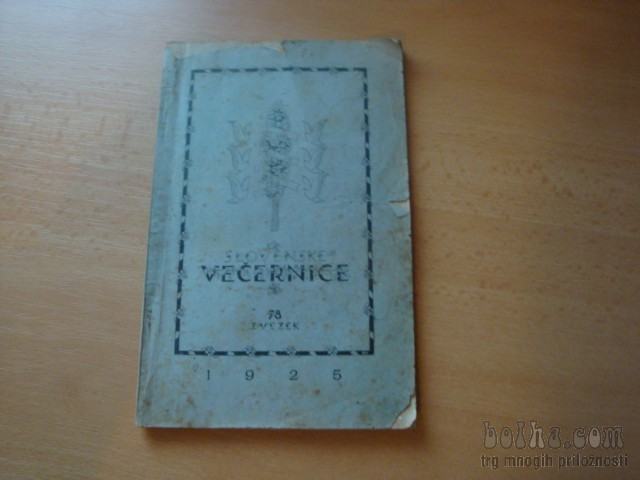 SLOVENSKE
VEČERNICE
78
ZVEZEK
1925
bolha.com
trg mnogih priložnosti